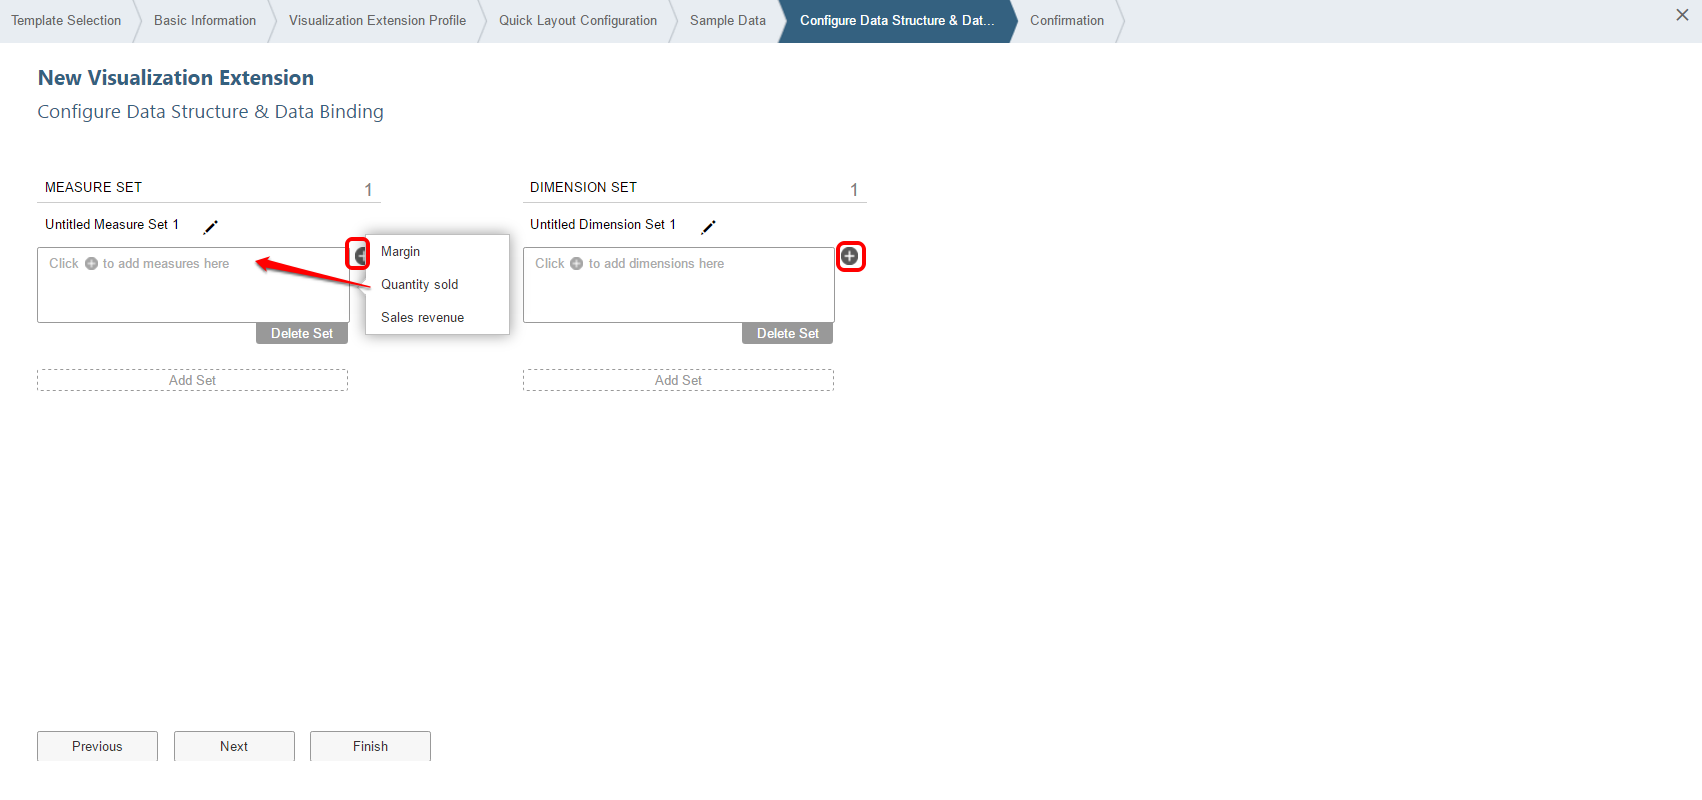 Template Selection
Basic Information
Visualization Extension Profile
Quick Layout Configuration
Sample Data
Configure Data Structure & Dat...
Confirmation
New Visualization Extension
Configure Data Structure & Data Binding
MEASURE SET 1
Untitled Measure Set 1
Click to add measures here
Margin
Quantity sold
Sales revenue
Delete Set
Add Set
DIMENSION SET 1
Untitled Dimension Set 1
Click to add dimensions here
Delete Set
Add Set
Previous
Next
Finish